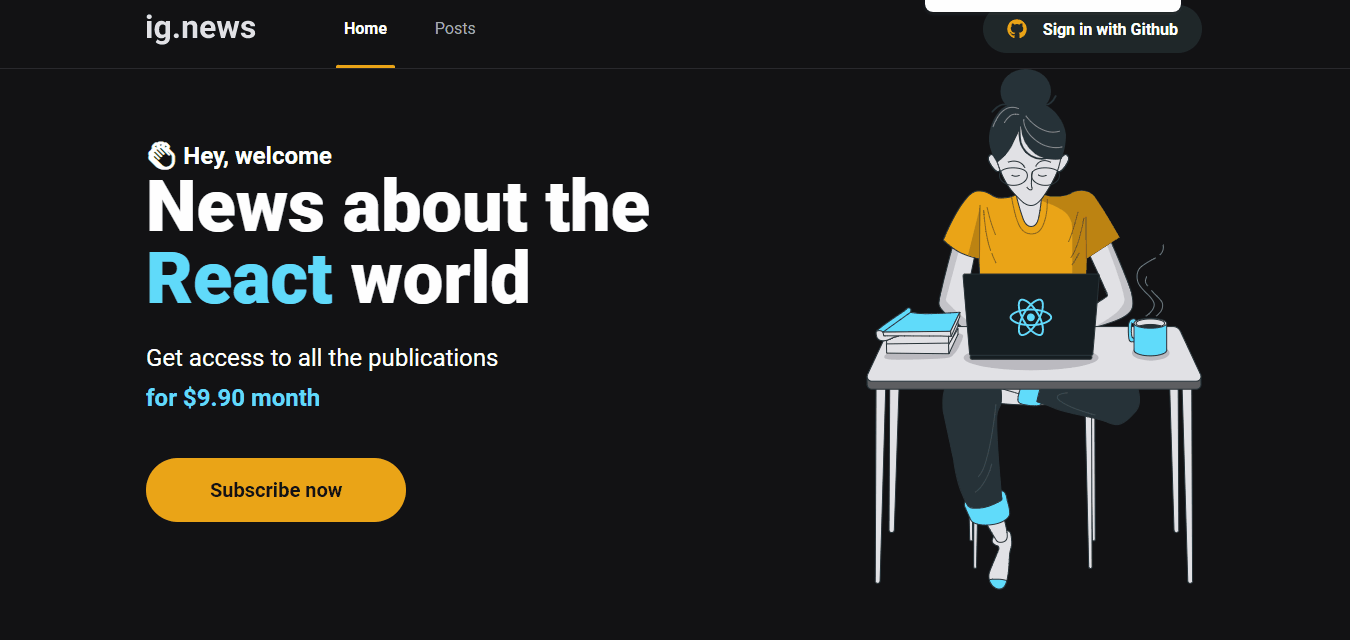 ig.news
Home
Posts
Sign in with Github
👏 Hey, welcome
News about the
React world
Get access to all the publications
for $9.90 month
Subscribe now